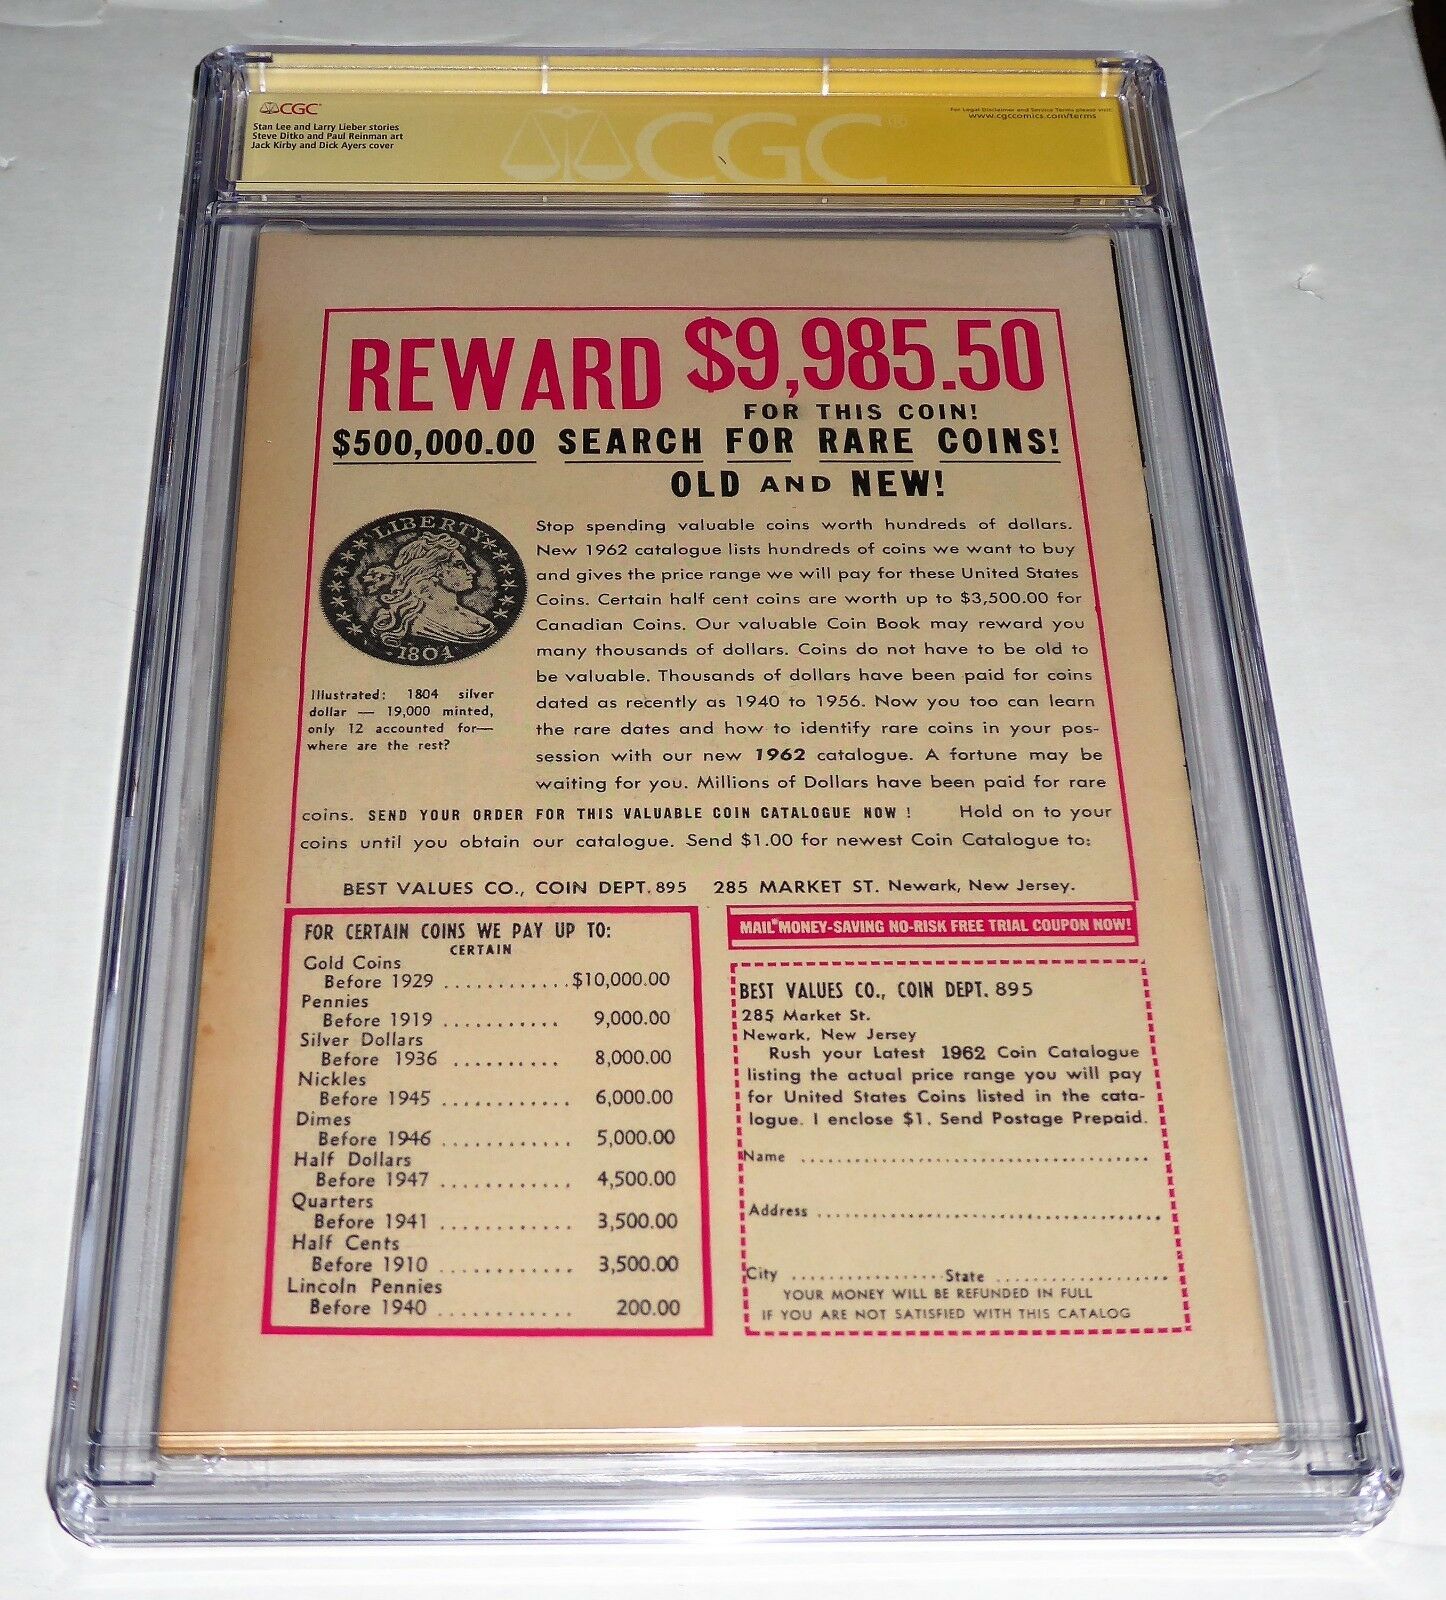 CGC
Stan Lee and Larry Lieber stories
Steve Ditko and Paul Reinman art
Jack Kirby and Dick Ayers cover
CGC
For Legal Disclaimer and Service Terms please visit:
www.cgccomics.com/terms
REWARD $9,985.50
FOR THIS COIN!
$500,000.00 SEARCH FOR RARE COINS!
OLD AND NEW!
LIBERTY
1804
Illustrated: 1804 silver
dollar — 19,000 minted,
only 12 accounted for—
where are the rest?
Stop spending valuable coins worth hundreds of dollars.
New 1962 catalogue lists hundreds of coins we want to buy
and gives the price range we will pay for these United States
Coins. Certain half cent coins are worth up to $3,500.00 for
Canadian Coins. Our valuable Coin Book may reward you
many thousands of dollars. Coins do not have to be old to
be valuable. Thousands of dollars have been paid for coins
dated as recently as 1940 to 1956. Now you too can learn
the rare dates and how to identify rare coins in your pos-
session with our new 1962 catalogue. A fortune may be
waiting for you. Millions of Dollars have been paid for rare
coins. SEND YOUR ORDER FOR THIS VALUABLE COIN CATALOGUE NOW ! Hold on to your
coins until you obtain our catalogue. Send $1.00 for newest Coin Catalogue to:
BEST VALUES CO., COIN DEPT. 895 285 MARKET ST. Newark, New Jersey.
FOR CERTAIN COINS WE PAY UP TO:
CERTAIN
Gold Coins
Before 1929 ............$10,000.00
Pennies
Before 1919 ........... 9,000.00
Silver Dollars
Before 1936 .......... 8,000.00
Nickles
Before 1945 ............ 6,000.00
Dimes
Before 1946 ............ 5,000.00
Half Dollars
Before 1947 ............ 4,500.00
Quarters
Before 1941 ............ 3,500.00
Half Cents
Before 1910 ............ 3,500.00
Lincoln Pennies
Before 1940 ............ 200.00
MAIL MONEY-SAVING NO-RISK FREE TRIAL COUPON NOW!
BEST VALUES CO., COIN DEPT. 895
285 Market St.
Newark, New Jersey
Rush your Latest 1962 Coin Catalogue
listing the actual price range you will pay
for United States Coins listed in the cata-
logue. I enclose $1. Send Postage Prepaid.
Name ......................................
Address ......................................
City .................State ....................
YOUR MONEY WILL BE REFUNDED IN FULL
IF YOU ARE NOT SATISFIED WITH THIS CATALOG